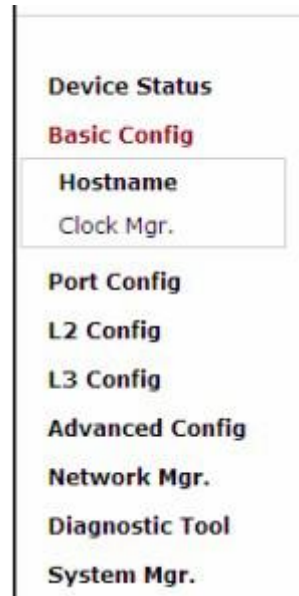 Device Status
Basic Config
Hostname
Clock Mgr.
Port Config
L2 Config
L3 Config
Advanced Config
Network Mgr.
Diagnostic Tool
System Mgr.